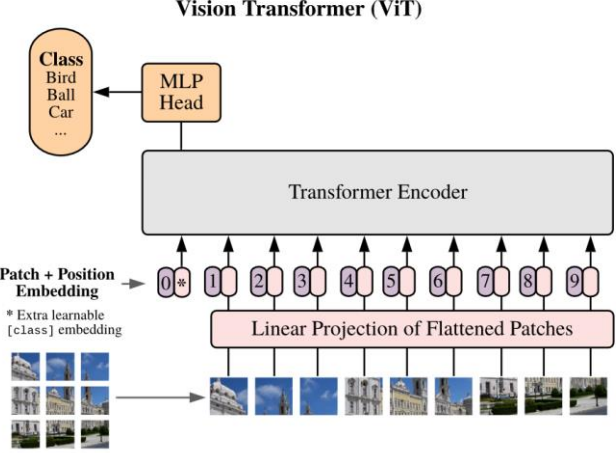 Vision Transformer (ViT)
Class
Bird
Ball
Car
...
MLP
Head
Transformer Encoder
Patch + Position
Embedding
0 * 1 2 3 4 5 6 7 8 9
* Extra learnable
[class] embedding
Linear Projection of Flattened Patches